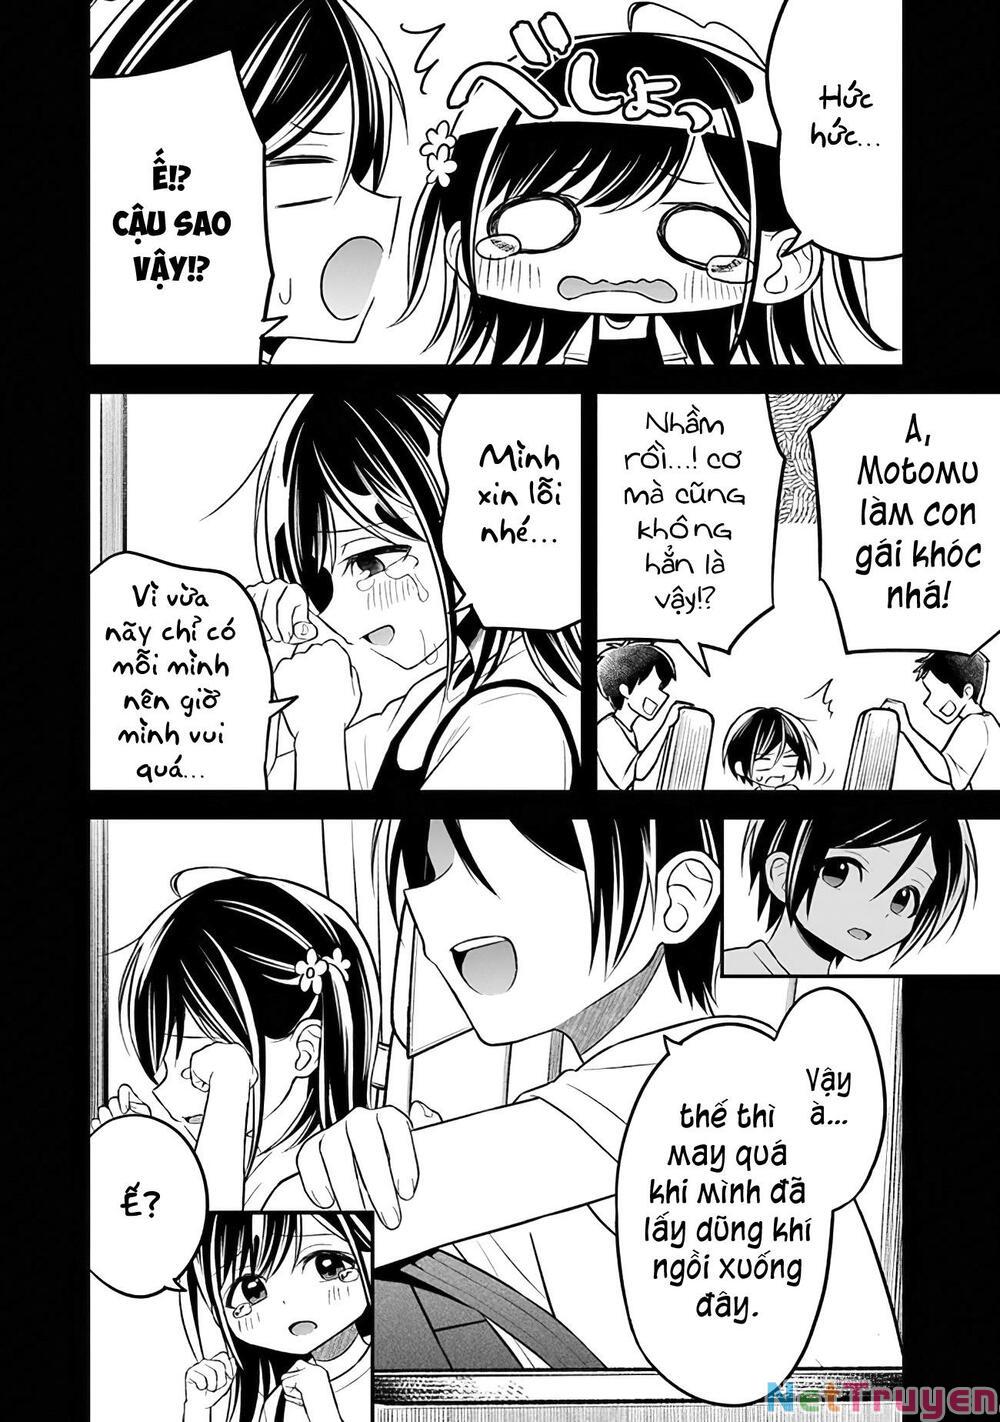 Hức
hức...
べしょっ
Ế!?
CẬU SAO
VẬY!?
A,
Motomu
làm con
gái khóc
nhá!
Nhầm
rồi...! cơ
mà cũng
không
hẳn là
vậy!?
Mình
xin lỗi
nhé...
Vì vừa
nãy chỉ có
mỗi mình
nên giờ
mình vui
quá...
Vậy
à...
thế thì
may quá
khi mình đã
lấy dũng khí
ngồi xuống
đây.
Ế?
NetTruyen